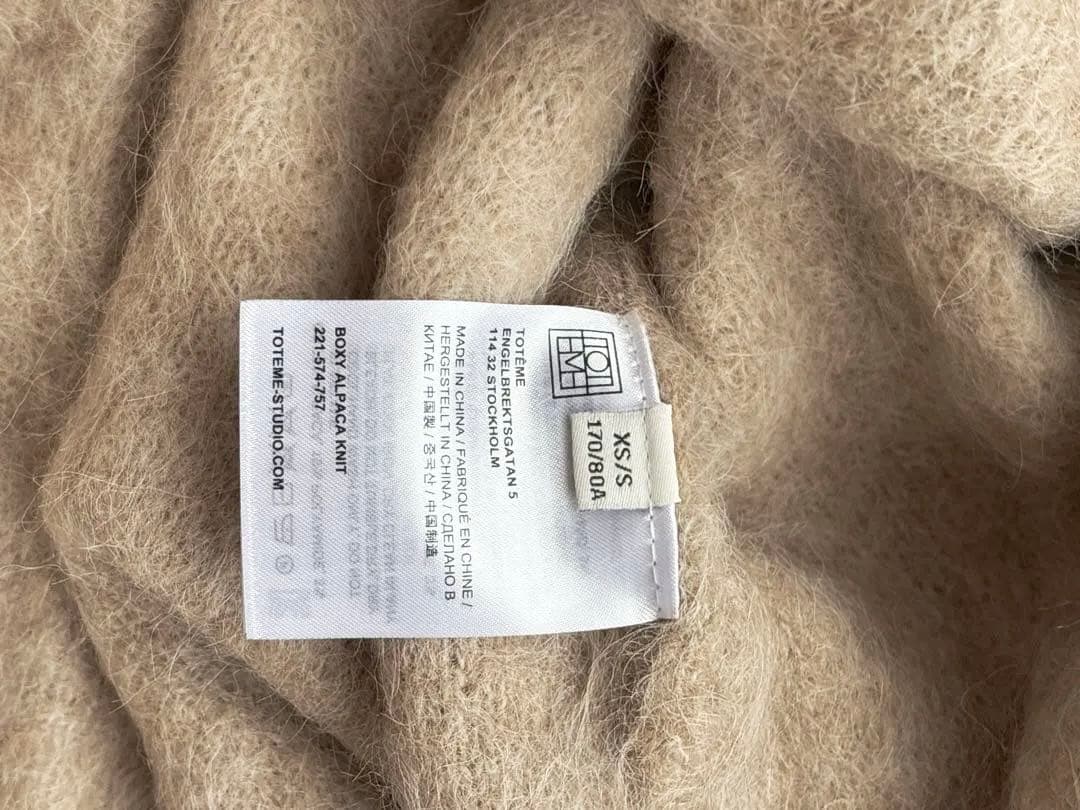 TOTÊME
ENGELBREKTSGATAN 5
114 32 STOCKHOLM
MADE IN CHINA / FABRIQUÉ EN CHINE /
HERGESTELLT IN CHINA / СДЕЛАНО В
КИТАЕ / 中国製 / 중국산 / 中国制造
BOXY ALPACA KNIT
221-574-757
TOTEME-STUDIO.COM
XS/S
170/80A